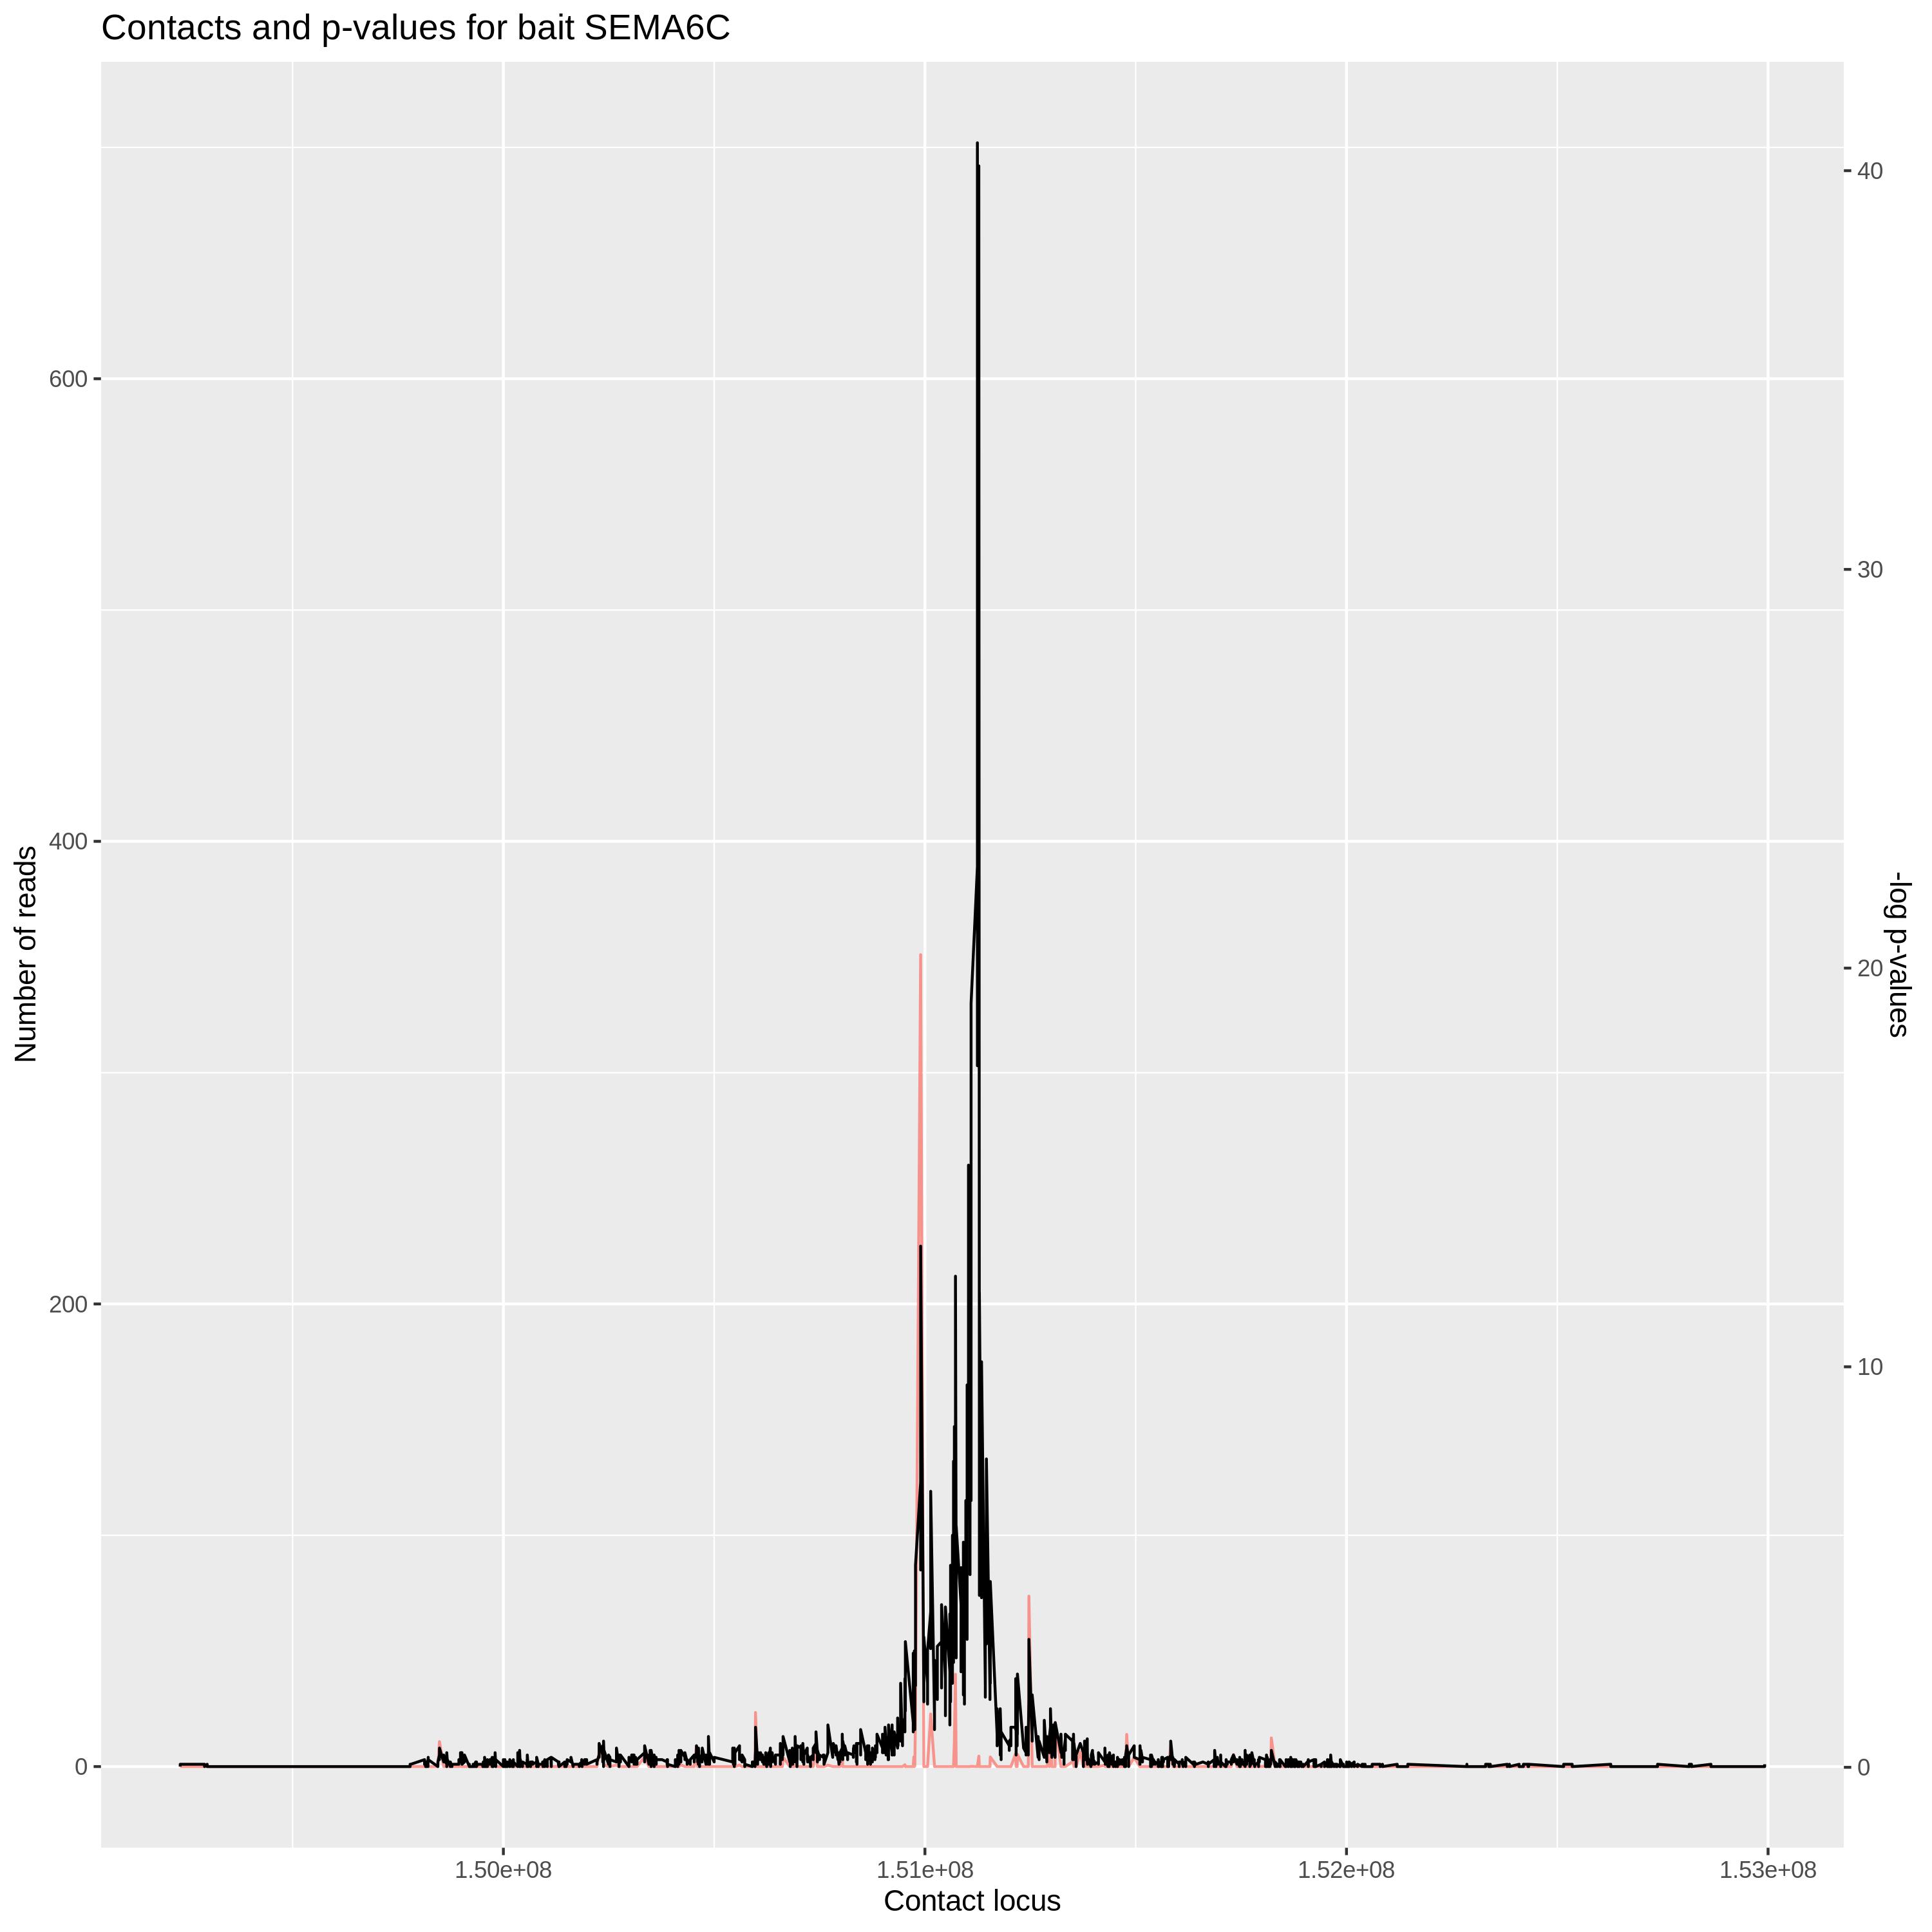 Contacts and p-values for bait SEMA6C
Number of reads
600
400
200
0
40
30
20
10
0
-log p-values
1.50e+08 1.51e+08 1.52e+08 1.53e+08
Contact locus